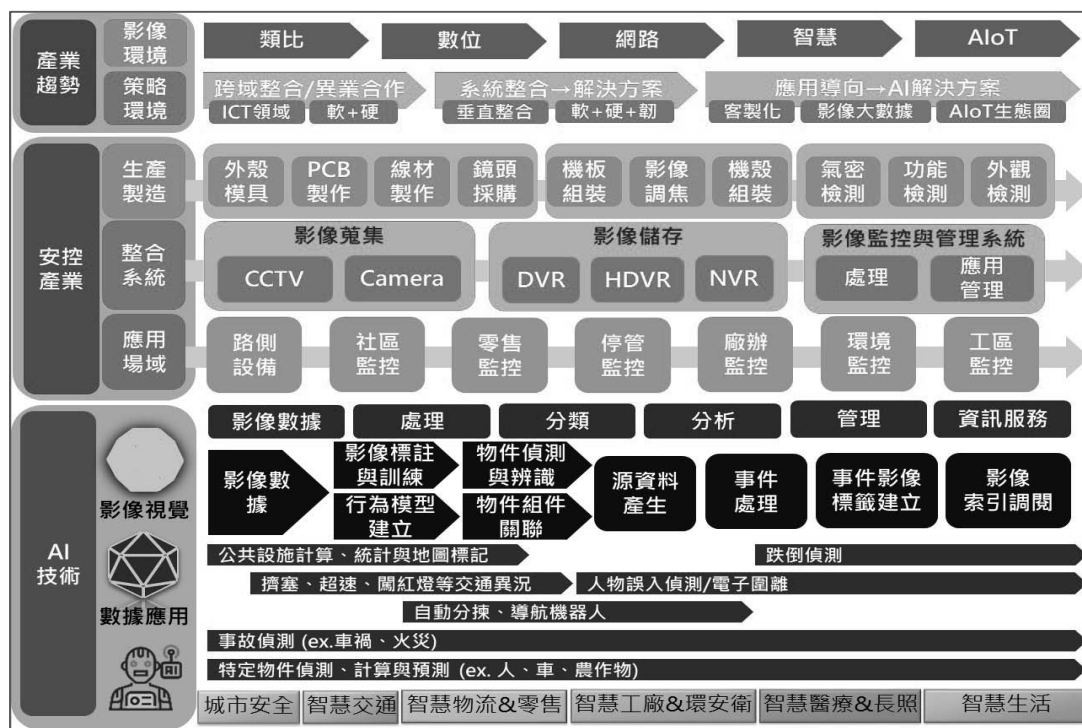 產業
趨勢
影像
環境
類比
數位
網路
智慧
AIoT
策略
環境
跨域整合/異業合作
系統整合→解決方案
應用導向→AI解決方案
ICT領域
軟+硬
垂直整合
軟+硬+韌
客製化
影像大數據
AIoT生態圈
安控
產業
生產
製造
外殼
模具
PCB
製作
線材
製作
鏡頭
採購
機板
組裝
影像
調焦
機殼
組裝
氣密
檢測
功能
檢測
外觀
檢測
整合
系統
影像蒐集
CCTV
Camera
影像儲存
DVR
HDVR
NVR
影像監控與管理系統
處理
應用
管理
應用
場域
路側
設備
社區
監控
零售
監控
停管
監控
廠辦
監控
環境
監控
工區
監控
AI
技術
影像視覺
數據應用
AI
影像數據
處理
分類
分析
管理
資訊服務
影像數
據
影像標註
與訓練
行為模型
建立
物件偵測
與辨識
物件組件
關聯
源資料
產生
事件
處理
事件影像
標籤建立
影像
索引調閱
公共設施計算、統計與地圖標記
跌倒偵測
擠塞、超速、闖紅燈等交通異況
人物誤入偵測/電子圍離
自動分揀、導航機器人
事故偵測 (ex.車禍、火災)
特定物件偵測、計算與預測 (ex. 人、車、農作物)
城市安全
智慧交通
智慧物流&零售
智慧工廠&環安衛
智慧醫療&長照
智慧生活